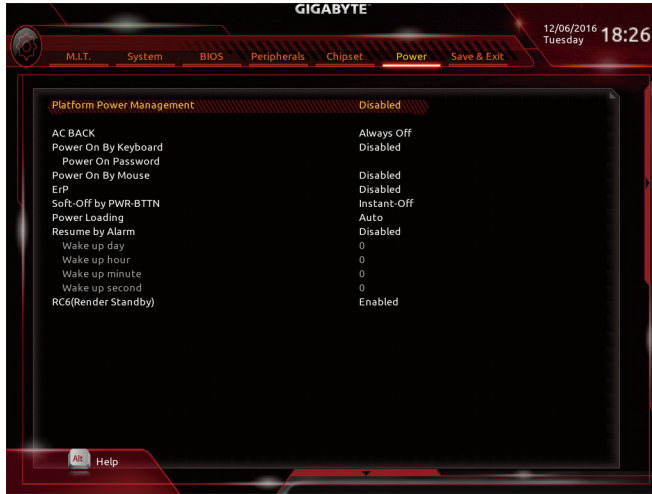 GIGABYTE™
12/06/2016 Tuesday 18:26
M.I.T. System BIOS Peripherals Chipset Power Save & Exit
Platform Power Management Disabled
AC BACK Always Off
Power On By Keyboard Disabled
Power On Password
Power On By Mouse Disabled
ErP Disabled
Soft-Off by PWR-BTTN Instant-Off
Power Loading Auto
Resume by Alarm Disabled
Wake up day 0
Wake up hour 0
Wake up minute 0
Wake up second 0
RC6(Render Standby) Enabled
Alt Help